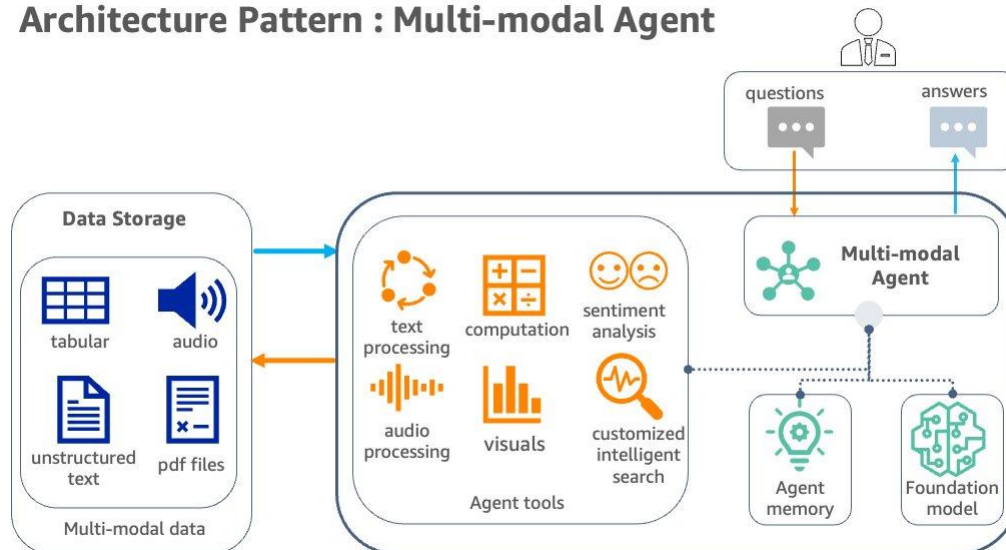 Architecture Pattern : Multi-modal Agent
questions
answers
Data Storage
tabular
audio
unstructured
text
pdf files
Multi-modal data
text
processing
computation
sentiment
analysis
audio
processing
visuals
customized
intelligent
search
Agent tools
Multi-modal
Agent
Agent
memory
Foundation
model